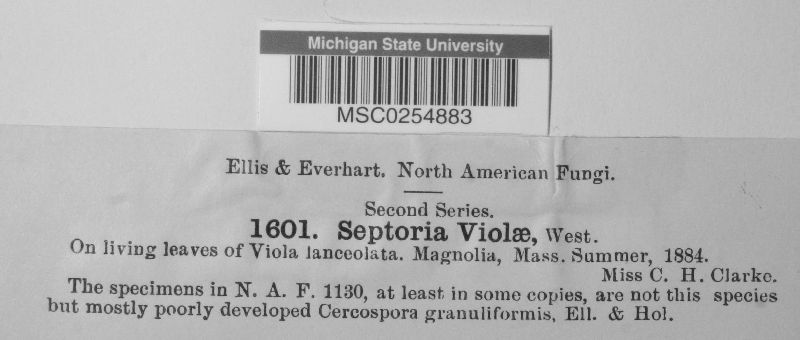 Michigan State University
MSC0254883
Ellis & Everhart. North American Fungi.
Second Series.
1601. Septoria Violæ, West.
On living leaves of Viola lanceolata. Magnolia, Mass. Summer, 1884.
Miss C. H. Clarke.
The specimens in N. A. F. 1130, at least in some copies, are not this species
but mostly poorly developed Cercospora granuliformis, Ell. & Hol.